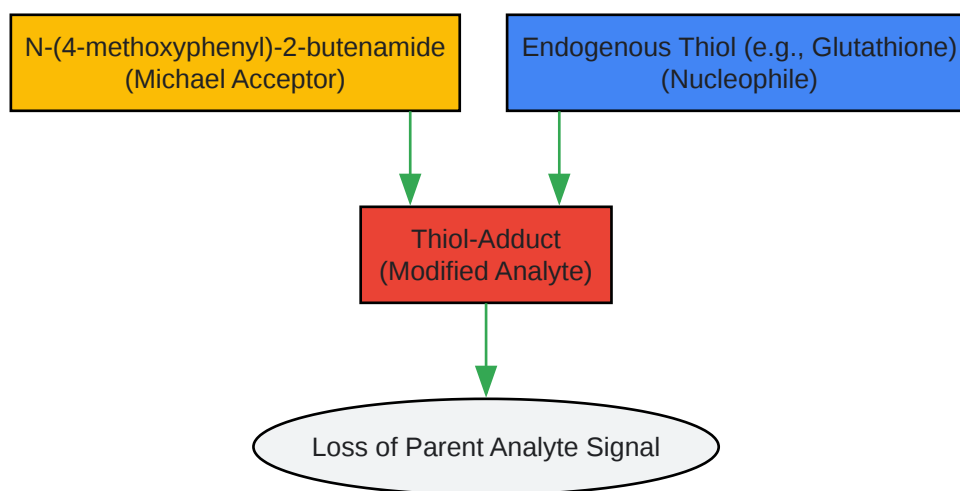 N-(4-methoxyphenyl)-2-butenamide
(Michael Acceptor)
Endogenous Thiol (e.g., Glutathione)
(Nucleophile)
Thiol-Adduct
(Modified Analyte)
Loss of Parent Analyte Signal